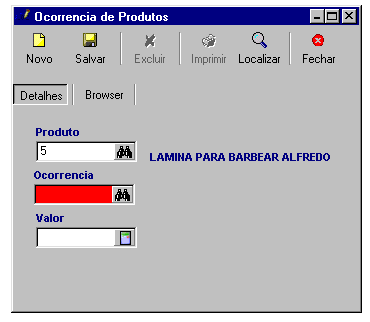 Ocorrencia de Produtos
Novo Salvar Excluir Imprimir Localizar Fechar
Detalhes Browser
Produto
5 LAMINA PARA BARBEAR ALFREDO
Ocorrencia
Valor